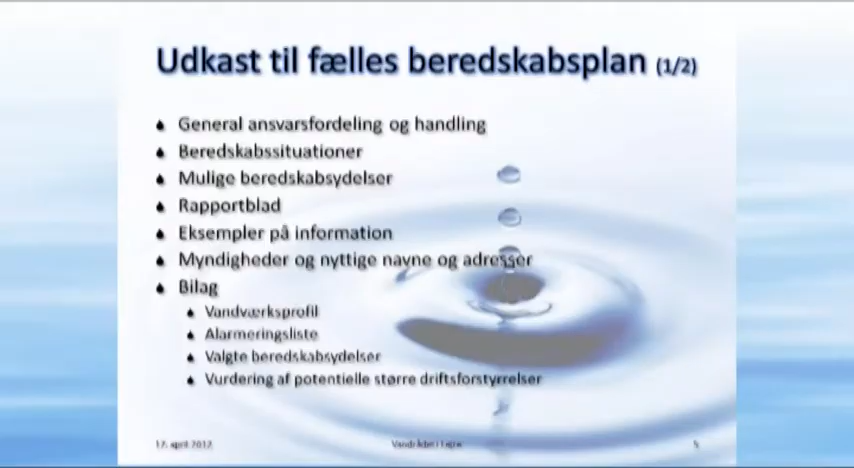 Udkast til fælles beredskabsplan (1/2)
General ansvarsfordeling og handling
Beredskabssituationer
Mulige beredskabsydelser
Rapportblad
Eksempler på information
Myndigheder og nyttige navne og adresser
Bilag
Vandværksprofil
Alarmeringsliste
Valgte beredskabsydelser
Vurdering af potentielle større driftsforstyrrelser
17. april 2012
5